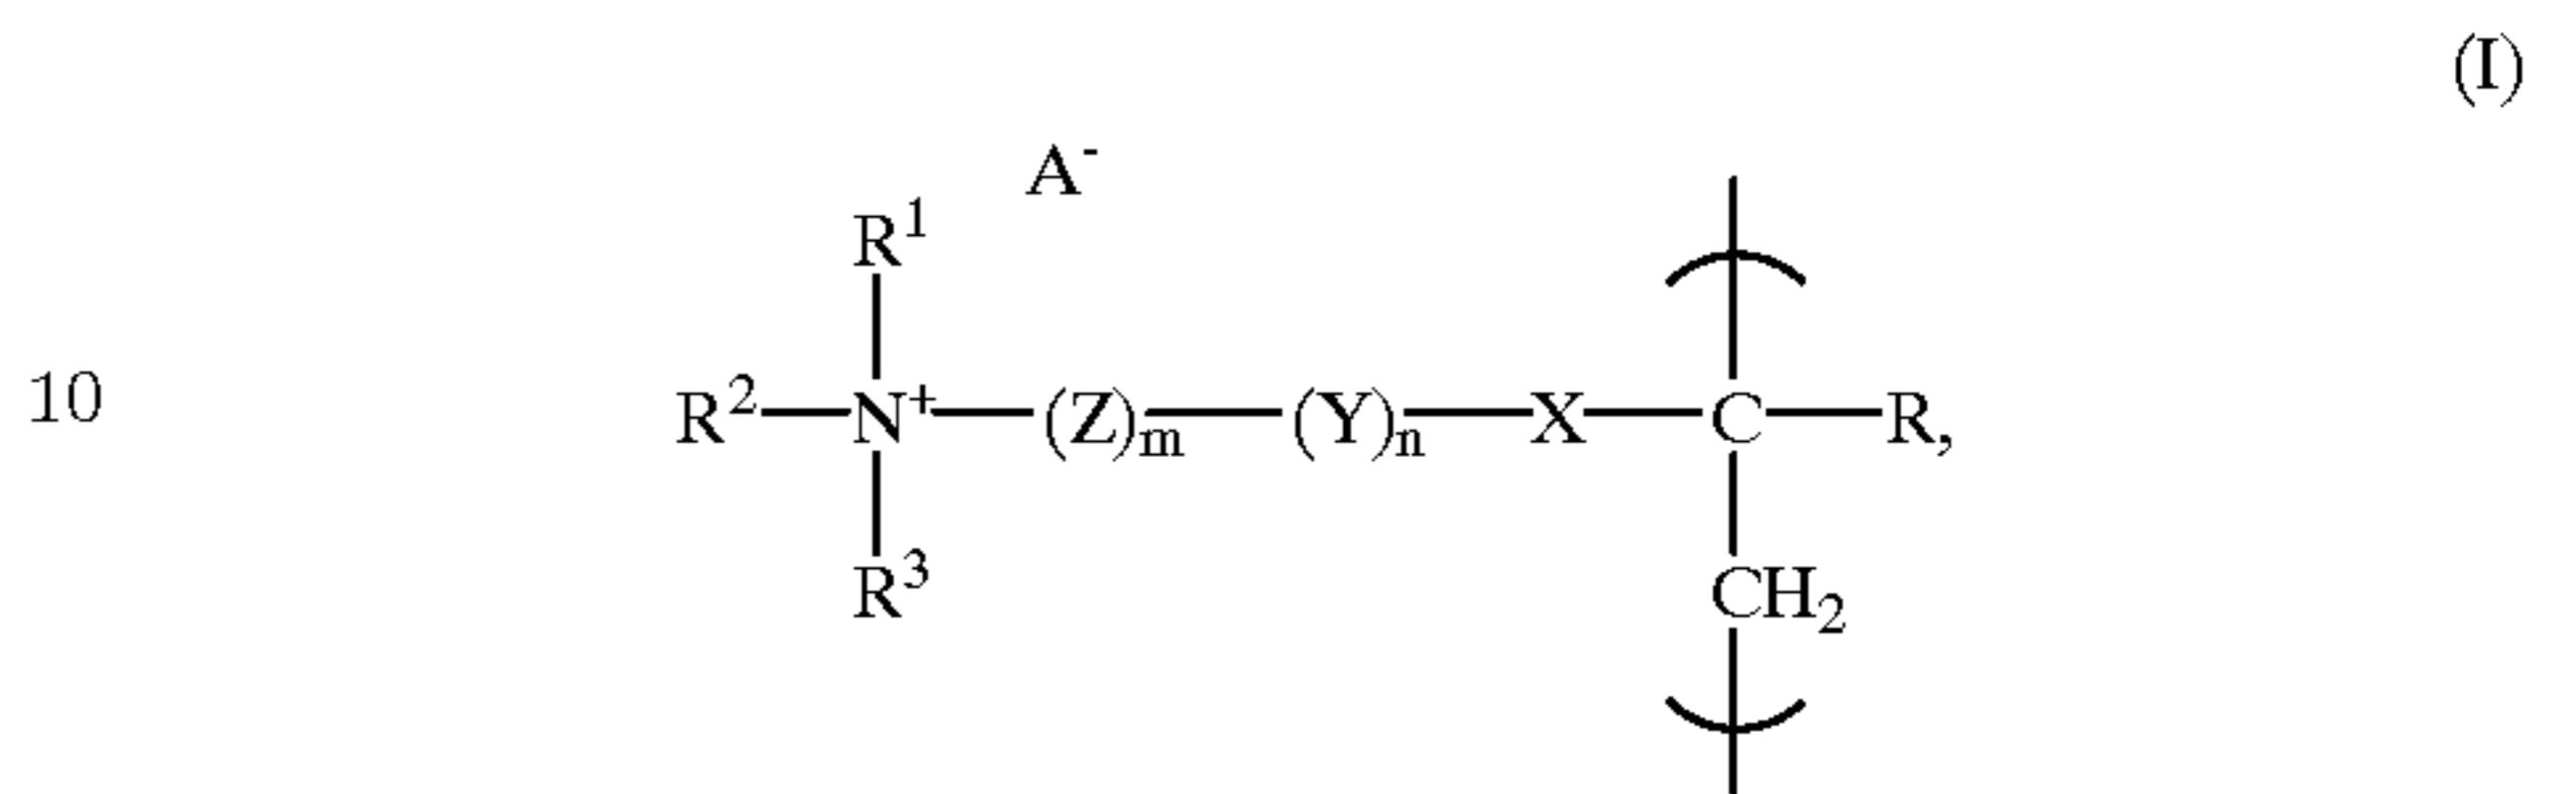 (I)
A-
R1
10 R2—N+—(Z)m—(Y)n—X—C—R,
R3
CH2